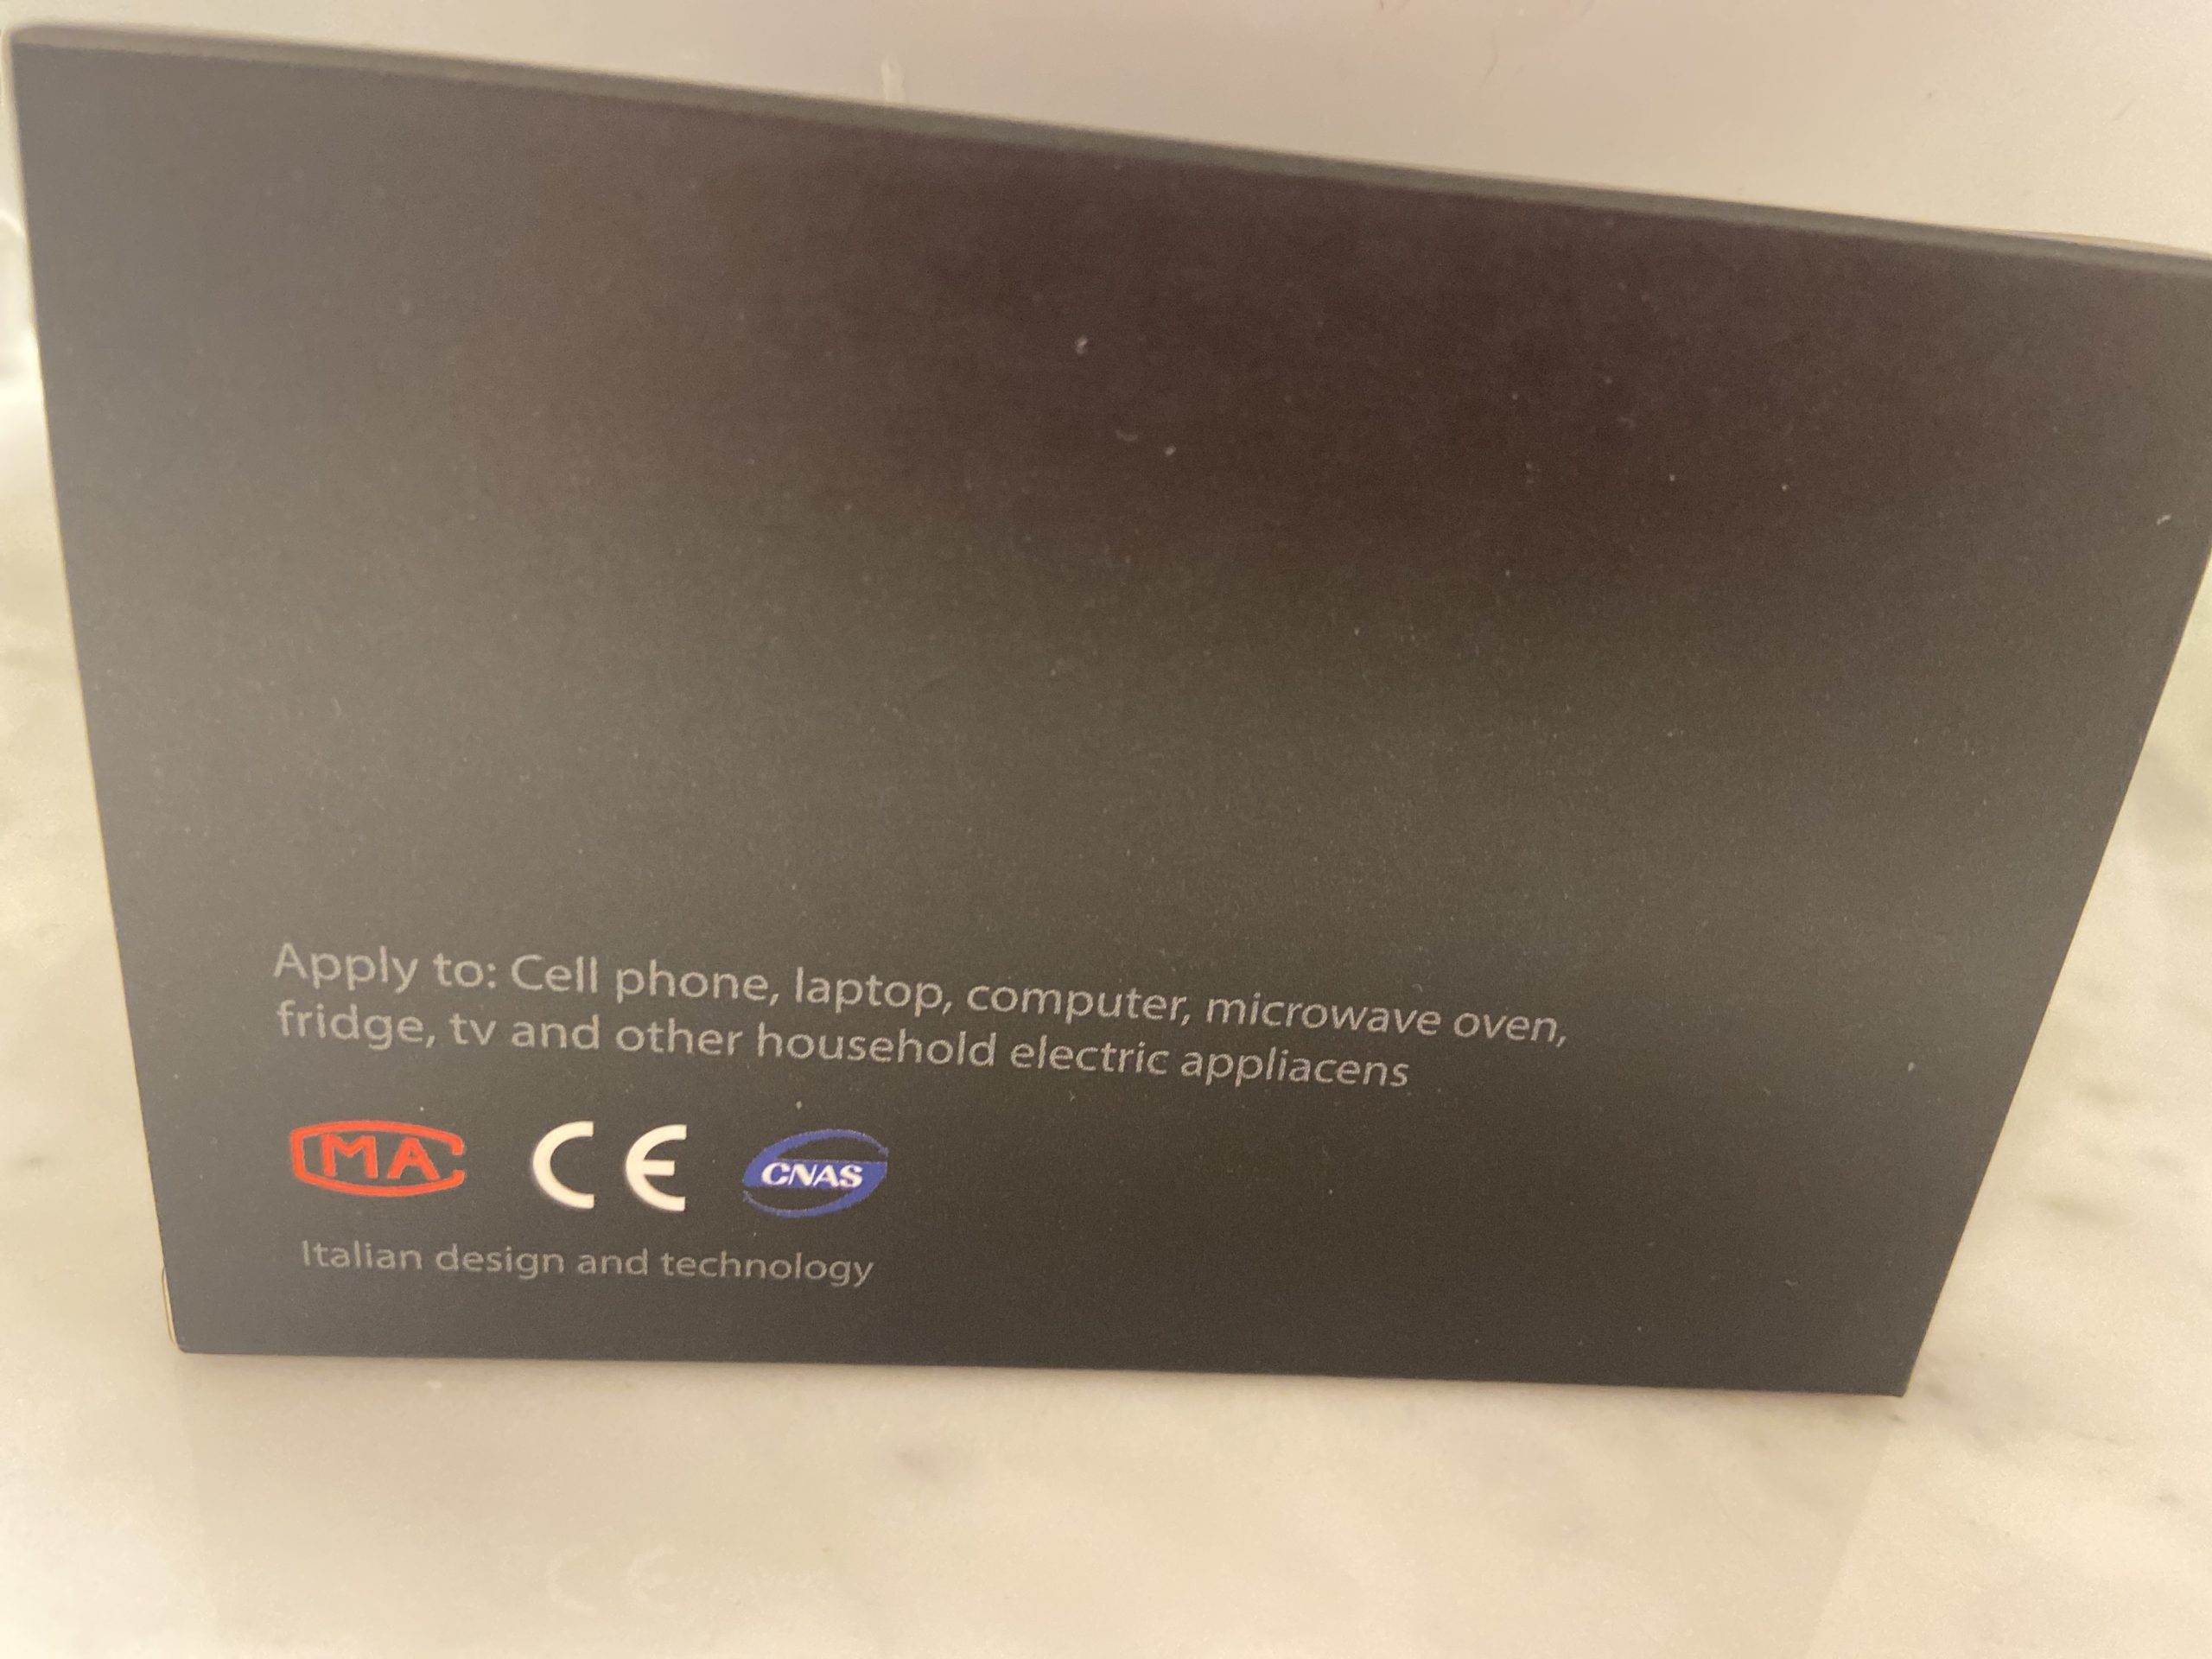 Apply to: Cell phone, laptop, computer, microwave oven,
fridge, tv and other household electric appliacens
CMA CE CNAS
Italian design and technology